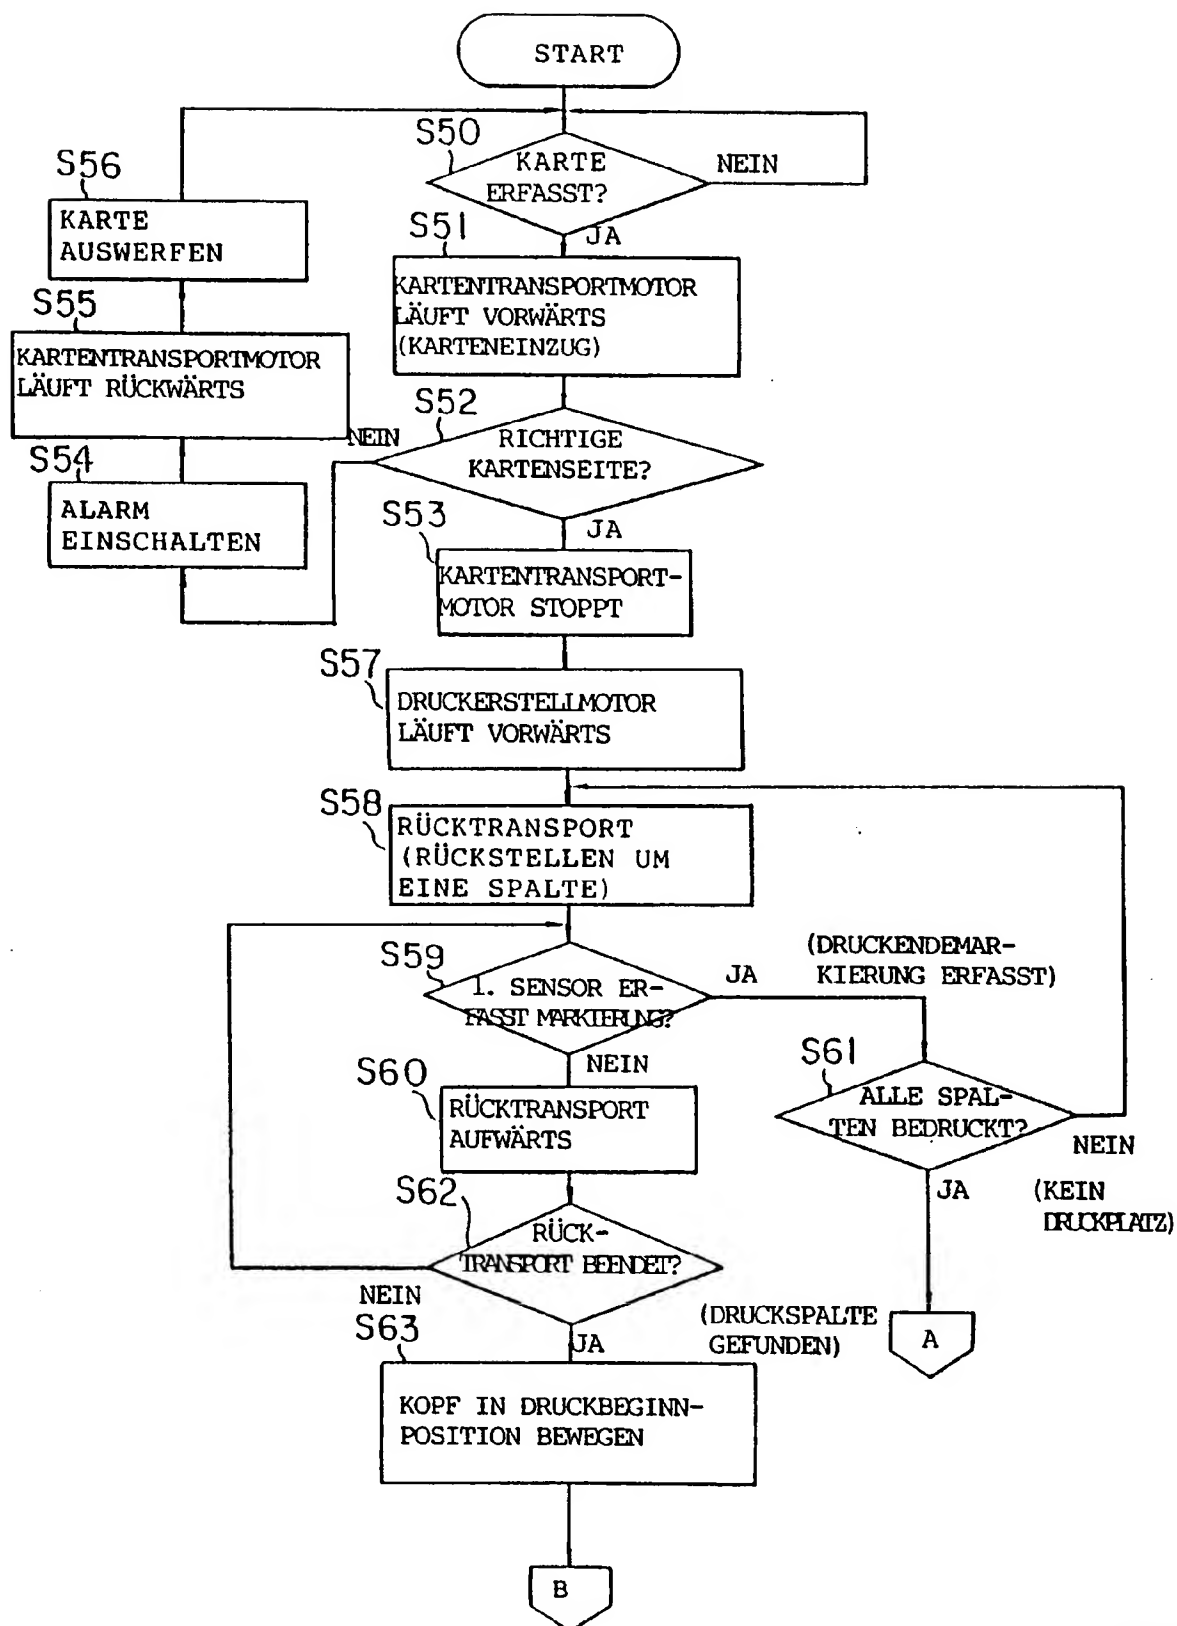 START
S50
KARTE
ERFASST?
NEIN
JA
S56
KARTE
AUSWERFEN
S51
KARTENTRANSPORTMOTOR
LÄUFT VORWÄRTS
(KARTENEINZUG)
S55
KARTENTRANSPORTMOTOR
LÄUFT RÜCKWÄRTS
S52
RICHTIGE
KARTENSEITE?
NEIN
JA
S54
ALARM
EINSCHALTEN
S53
KARTENTRANSPORT-
MOTOR STOPPT
S57
DRUCKERSTELLMOTOR
LÄUFT VORWÄRTS
S58
RÜCKTRANSPORT
(RÜCKSTELLEN UM
EINE SPALTE)
S59
1. SENSOR ER-
FASST MARKIERUNG?
JA
(DRUCKENDEMAR-
KIERUNG ERFASST)
NEIN
S60
RÜCKTRANSPORT
AUFWÄRTS
S61
ALLE SPAL-
TEN BEDRUCKT?
NEIN
JA
(KEIN
DRUCKPLATZ)
S62
RÜCK-
TRANSPORT BEENDET?
NEIN
JA
(DRUCKSPALTE
GEFUNDEN)
A
S63
KOPF IN DRUCKBEGINN-
POSITION BEWEGEN
B